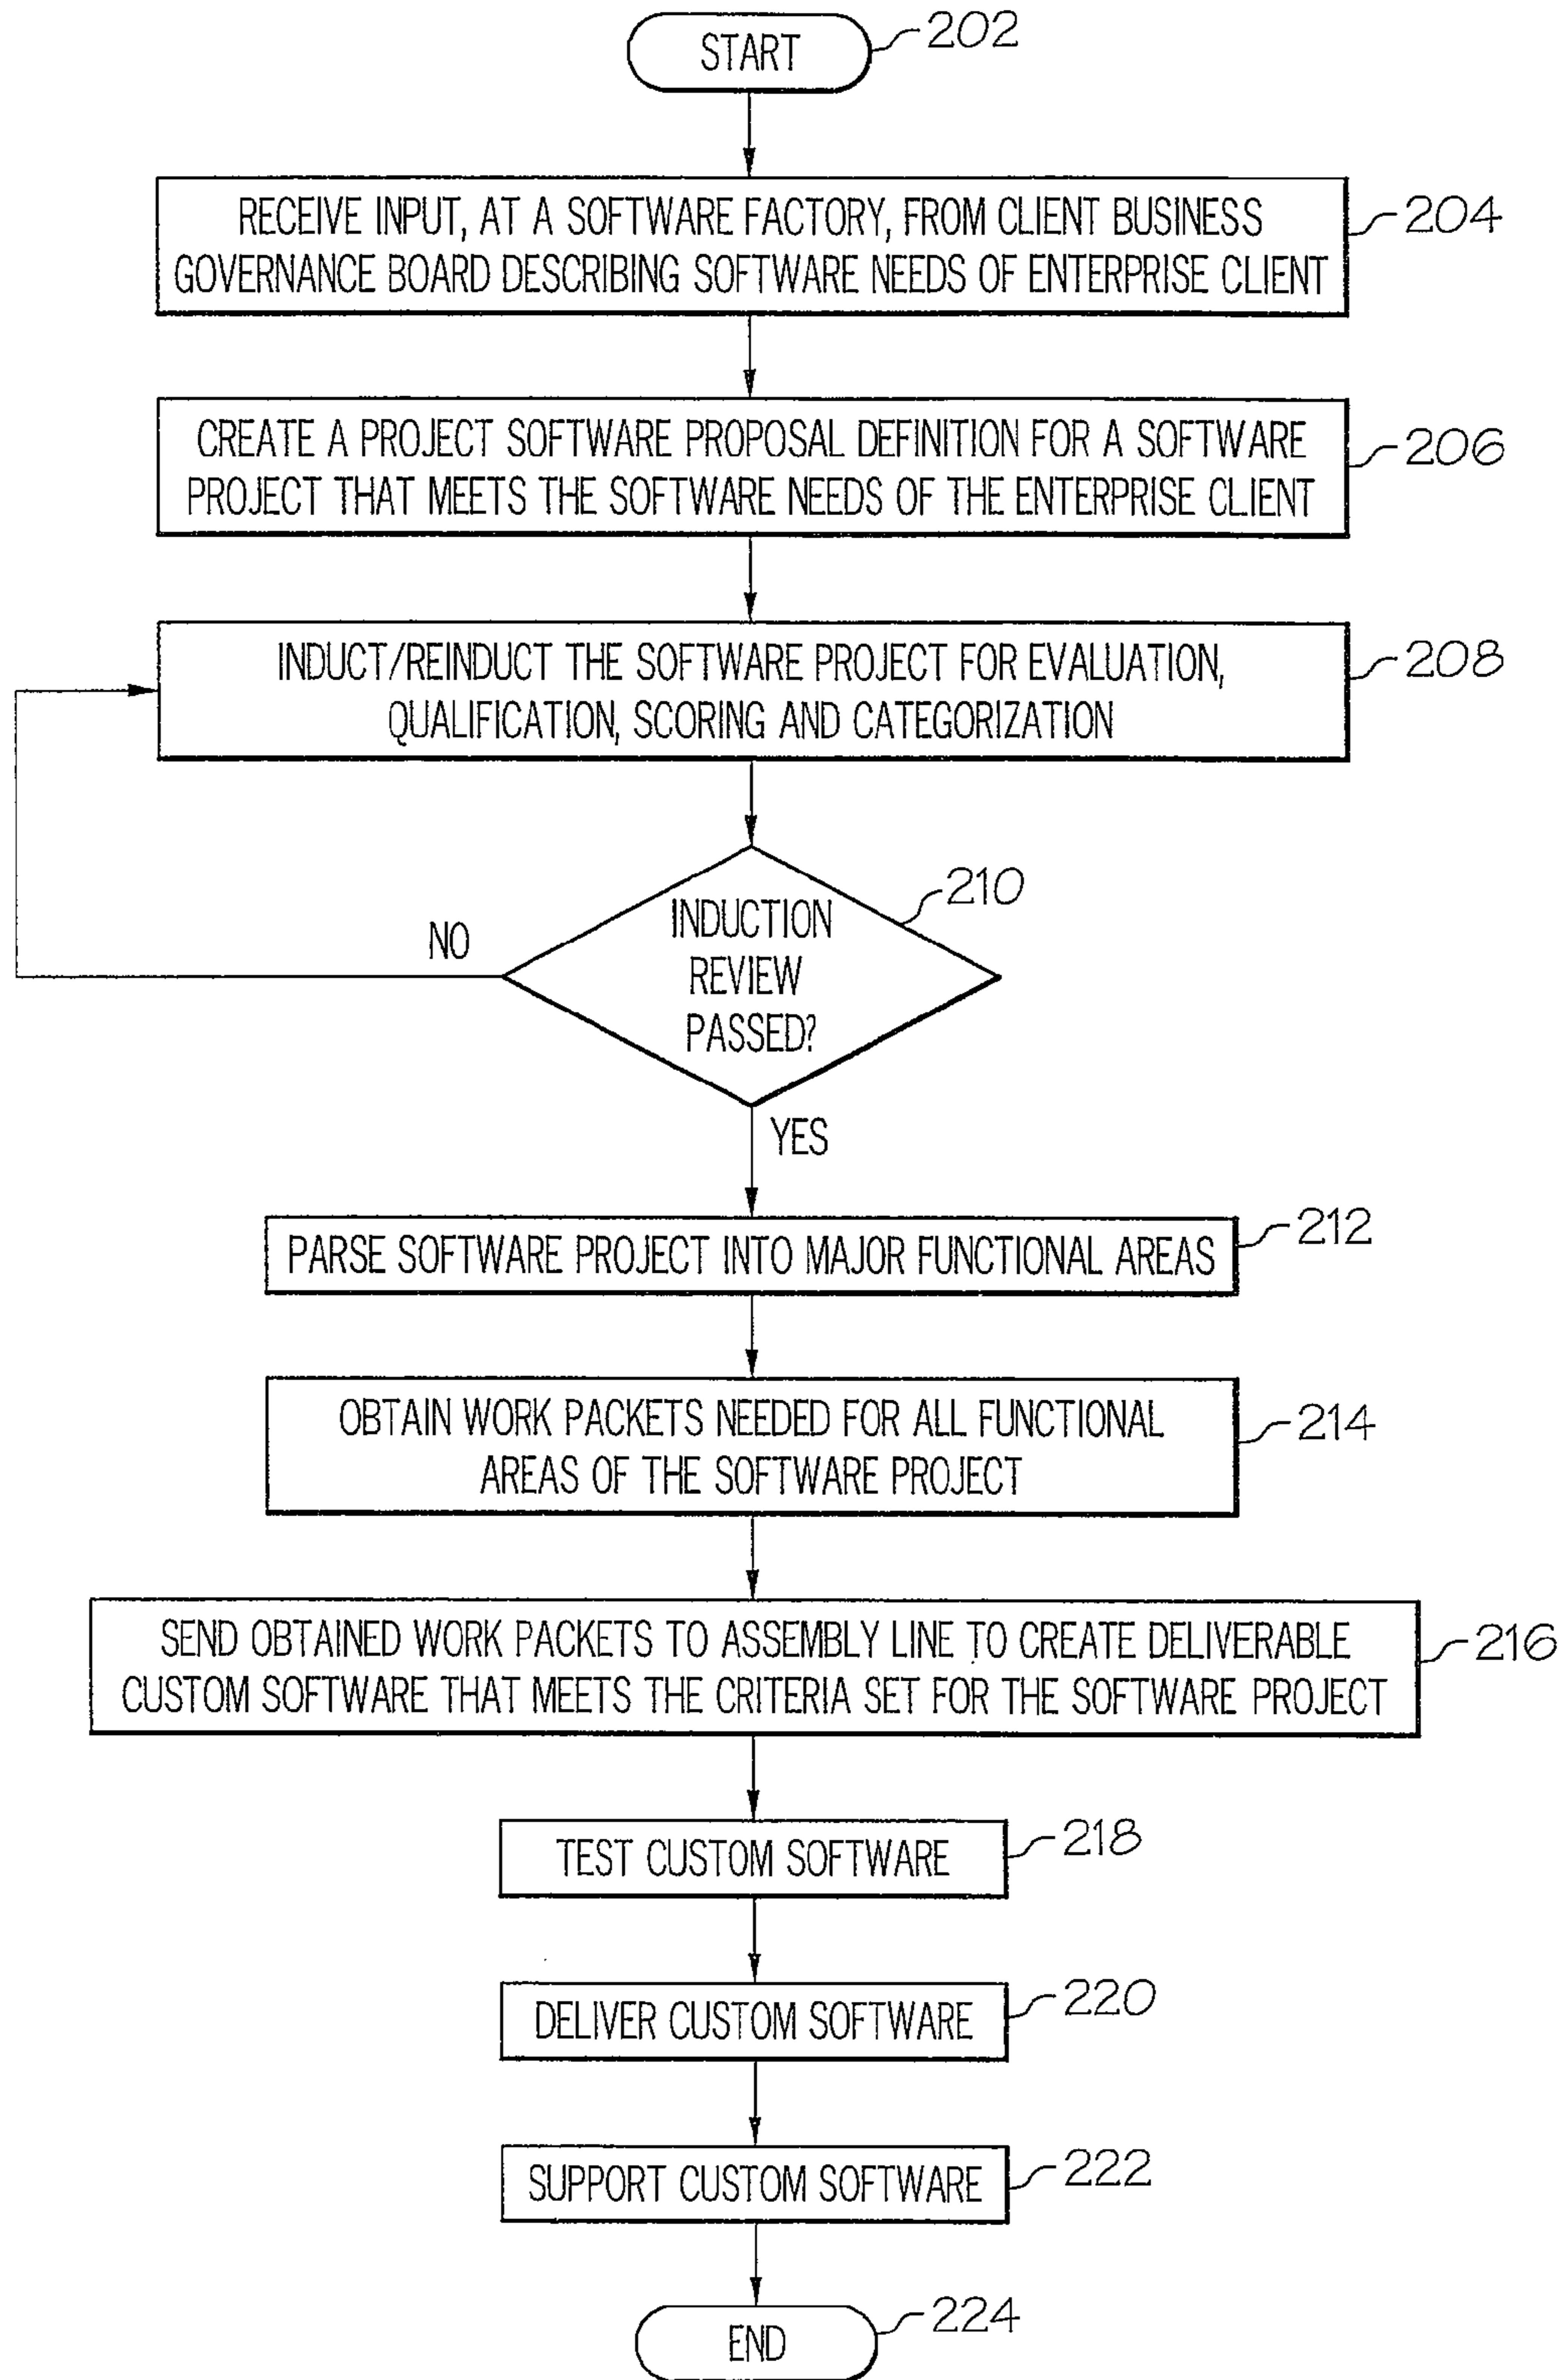 START
202
RECEIVE INPUT, AT A SOFTWARE FACTORY, FROM CLIENT BUSINESS
GOVERNANCE BOARD DESCRIBING SOFTWARE NEEDS OF ENTERPRISE CLIENT
204
CREATE A PROJECT SOFTWARE PROPOSAL DEFINITION FOR A SOFTWARE
PROJECT THAT MEETS THE SOFTWARE NEEDS OF THE ENTERPRISE CLIENT
206
INDUCT/REINDUCT THE SOFTWARE PROJECT FOR EVALUATION,
QUALIFICATION, SCORING AND CATEGORIZATION
208
INDUCTION
REVIEW
PASSED?
210
NO
YES
PARSE SOFTWARE PROJECT INTO MAJOR FUNCTIONAL AREAS
212
OBTAIN WORK PACKETS NEEDED FOR ALL FUNCTIONAL
AREAS OF THE SOFTWARE PROJECT
214
SEND OBTAINED WORK PACKETS TO ASSEMBLY LINE TO CREATE DELIVERABLE
CUSTOM SOFTWARE THAT MEETS THE CRITERIA SET FOR THE SOFTWARE PROJECT
216
TEST CUSTOM SOFTWARE
218
DELIVER CUSTOM SOFTWARE
220
SUPPORT CUSTOM SOFTWARE
222
END
224